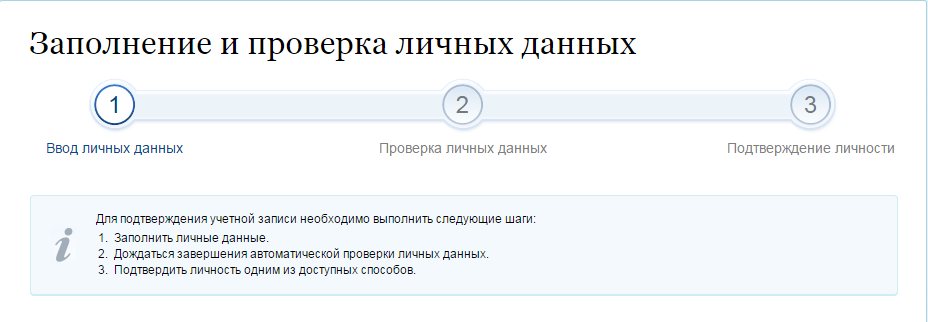 Заполнение и проверка личных данных
1 2 3
Ввод личных данных Проверка личных данных Подтверждение личности
Для подтверждения учетной записи необходимо выполнить следующие шаги:
1. Заполнить личные данные.
2. Дождаться завершения автоматической проверки личных данных.
3. Подтвердить личность одним из доступных способов.